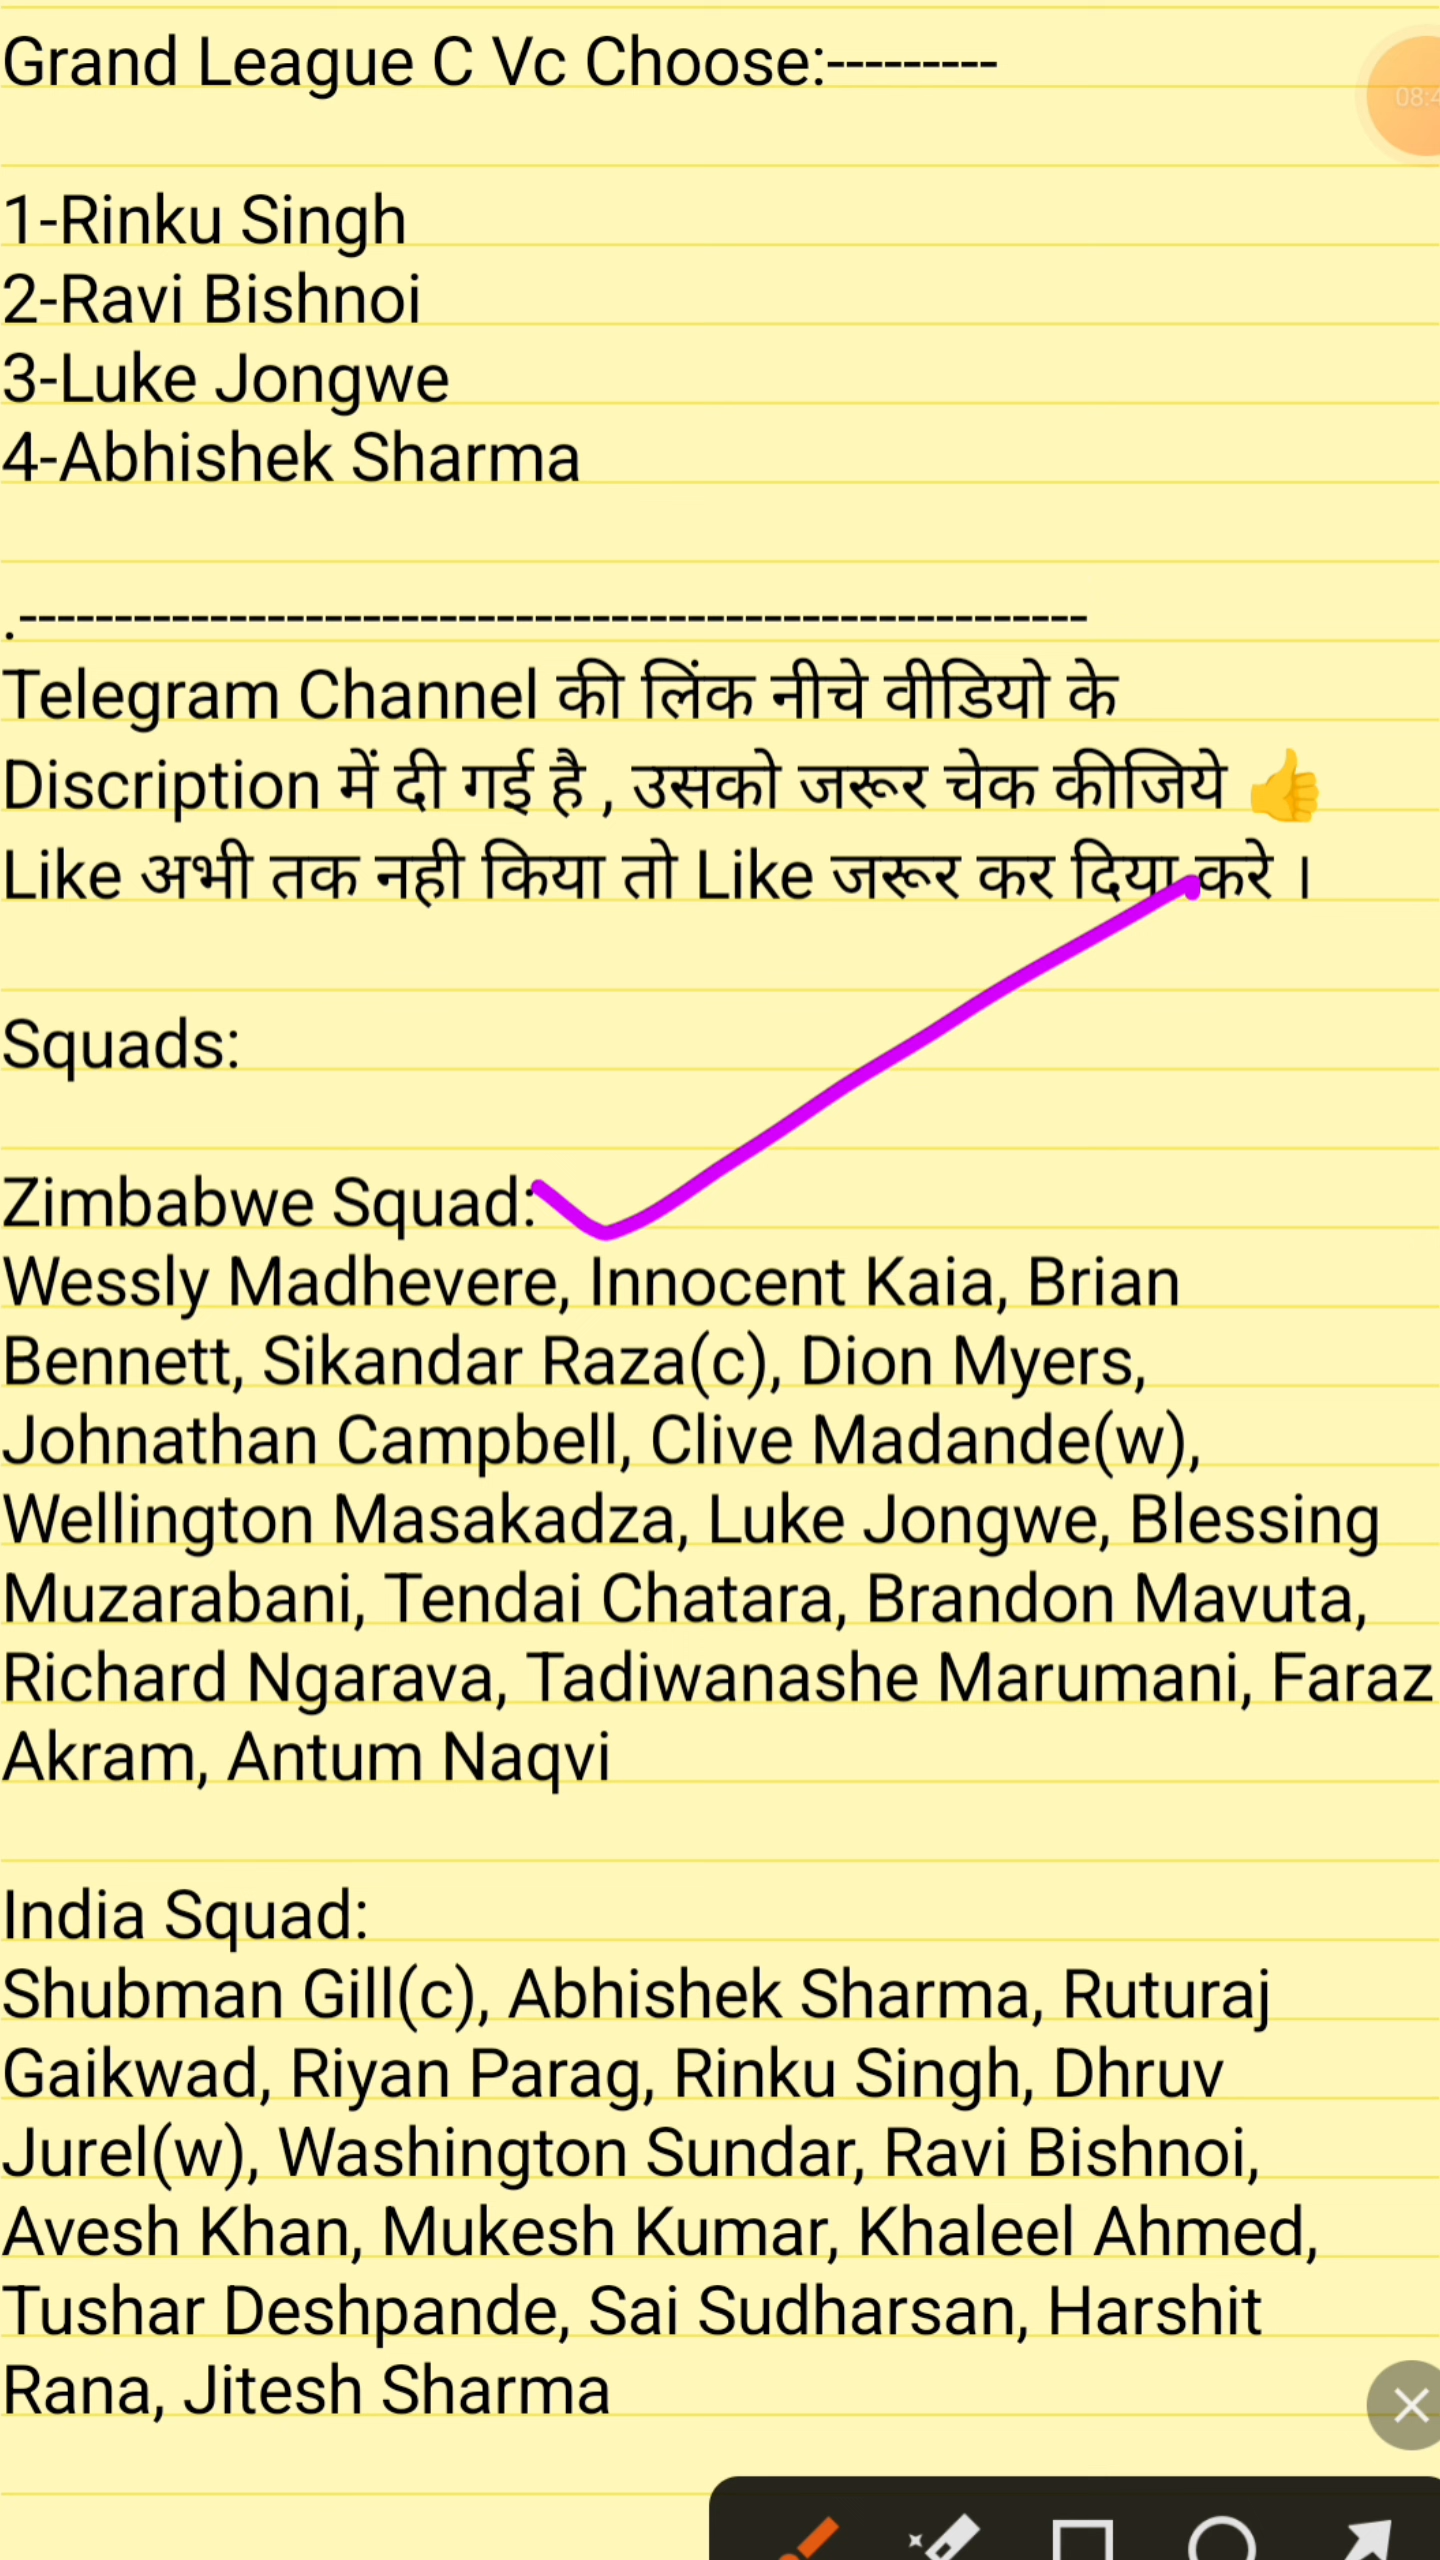 Grand League C Vc Choose:---------
1-Rinku Singh
2-Ravi Bishnoi
3-Luke Jongwe
4-Abhishek Sharma
.--------------------------------------------------------
Telegram Channel की लिंक नीचे वीडियो के
Discription में दी गई है , उसको जरूर चेक कीजिये 👍
Like अभी तक नही किया तो Like जरूर कर दिया करे ।
Squads:
Zimbabwe Squad:
Wessly Madhevere, Innocent Kaia, Brian
Bennett, Sikandar Raza(c), Dion Myers,
Johnathan Campbell, Clive Madande(w),
Wellington Masakadza, Luke Jongwe, Blessing
Muzarabani, Tendai Chatara, Brandon Mavuta,
Richard Ngarava, Tadiwanashe Marumani, Faraz
Akram, Antum Naqvi
India Squad:
Shubman Gill(c), Abhishek Sharma, Ruturaj
Gaikwad, Riyan Parag, Rinku Singh, Dhruv
Jurel(w), Washington Sundar, Ravi Bishnoi,
Avesh Khan, Mukesh Kumar, Khaleel Ahmed,
Tushar Deshpande, Sai Sudharsan, Harshit
Rana, Jitesh Sharma